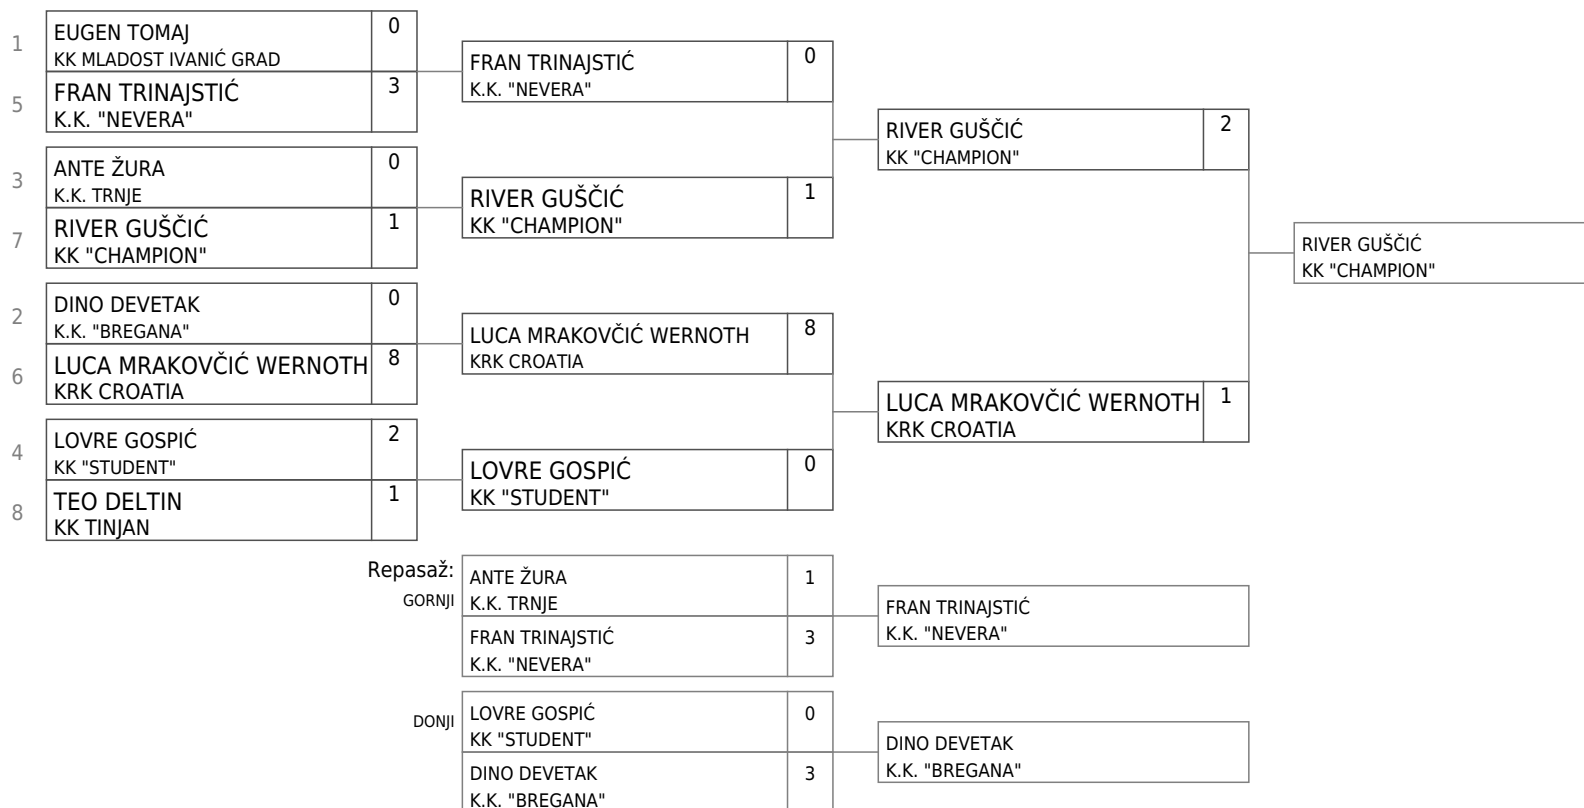 1
EUGEN TOMAJ
KK MLADOST IVANIĆ GRAD
0
5
FRAN TRINAJSTIĆ
K.K. "NEVERA"
3
3
ANTE ŽURA
K.K. TRNJE
0
7
RIVER GUŠČIĆ
KK "CHAMPION"
1
2
DINO DEVETAK
K.K. "BREGANA"
0
6
LUCA MRAKOVČIĆ WERNOTH
KRK CROATIA
8
4
LOVRE GOSPIĆ
KK "STUDENT"
2
8
TEO DELTIN
KK TINJAN
1
FRAN TRINAJSTIĆ
K.K. "NEVERA"
0
RIVER GUŠČIĆ
KK "CHAMPION"
1
LUCA MRAKOVČIĆ WERNOTH
KRK CROATIA
8
LOVRE GOSPIĆ
KK "STUDENT"
0
RIVER GUŠČIĆ
KK "CHAMPION"
2
LUCA MRAKOVČIĆ WERNOTH
KRK CROATIA
1
RIVER GUŠČIĆ
KK "CHAMPION"
Repasaž:
GORNJI
ANTE ŽURA
K.K. TRNJE
1
FRAN TRINAJSTIĆ
K.K. "NEVERA"
3
FRAN TRINAJSTIĆ
K.K. "NEVERA"
DONJI
LOVRE GOSPIĆ
KK "STUDENT"
0
DINO DEVETAK
K.K. "BREGANA"
3
DINO DEVETAK
K.K. "BREGANA"